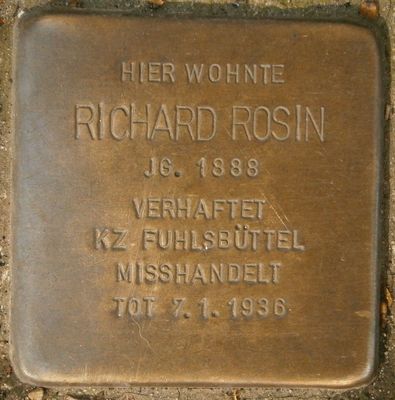 HIER WOHNTE
RICHARD ROSIN
JG. 1888
VERHAFTET
KZ FUHLSBÜTTEL
MISSHANDELT
TOT 7.1.1936